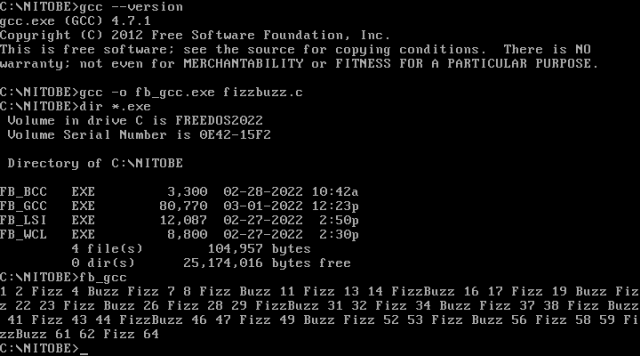 C:\NITOBE>gcc --version
gcc.exe (GCC) 4.7.1
Copyright (C) 2012 Free Software Foundation, Inc.
This is free software; see the source for copying conditions.  There is NO
warranty; not even for MERCHANTABILITY or FITNESS FOR A PARTICULAR PURPOSE.
C:\NITOBE>gcc -o fb_gcc.exe fizzbuzz.c
C:\NITOBE>dir *.exe
 Volume in drive C is FREEDOS2022
 Volume Serial Number is 0E42-15F2
 Directory of C:\NITOBE
FB_BCC   EXE         3,300  02-28-2022 10:42a
FB_GCC   EXE        80,770  03-01-2022 12:23p
FB_LSI   EXE        12,087  02-27-2022  2:50p
FB_WCL   EXE         8,800  02-27-2022  2:30p
         4 file(s)        104,957 bytes
         0 dir(s)      25,174,016 bytes free
C:\NITOBE>fb_gcc
1 2 Fizz 4 Buzz Fizz 7 8 Fizz Buzz 11 Fizz 13 14 FizzBuzz 16 17 Fizz 19 Buzz Fiz
z 22 23 Fizz Buzz 26 Fizz 28 29 FizzBuzz 31 32 Fizz 34 Buzz Fizz 37 38 Fizz Buzz
 41 Fizz 43 44 FizzBuzz 46 47 Fizz 49 Buzz Fizz 52 53 Fizz Buzz 56 Fizz 58 59 Fi
zzBuzz 61 62 Fizz 64
C:\NITOBE>_